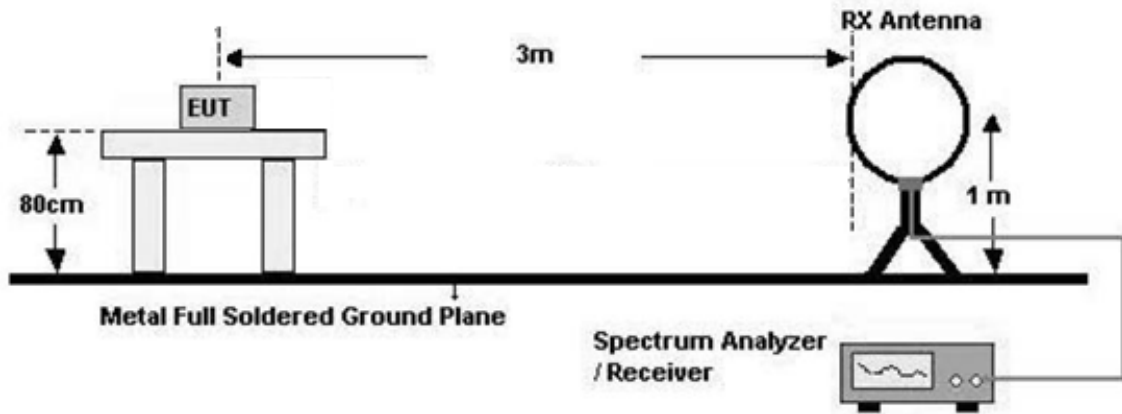 RX Antenna
3m
EUT
80cm
1 m
Metal Full Soldered Ground Plane
Spectrum Analyzer
/ Receiver